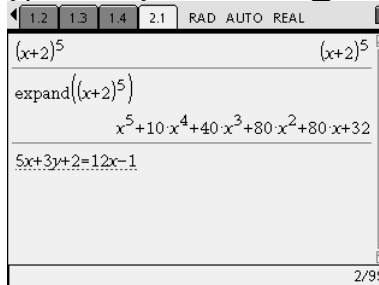 1.2 1.3 1.4 2.1 RAD AUTO REAL
(x+2)^5 (x+2)^5
expand((x+2)^5)
x^5+10·x^4+40·x^3+80·x^2+80·x+32
5x+3y+2=12x−1
2/99